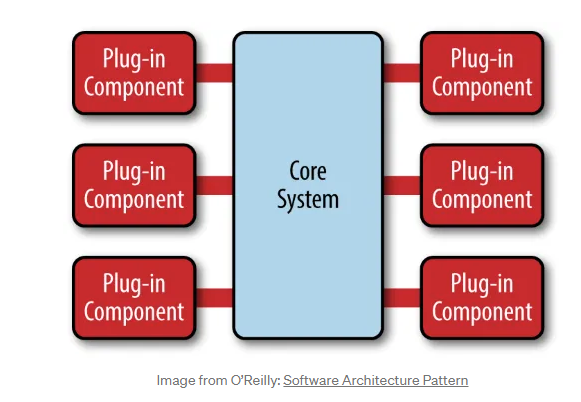 Plug-in
Component
Plug-in
Component
Core
System
Plug-in
Component
Plug-in
Component
Plug-in
Component
Plug-in
Component
Image from O'Reilly: Software Architecture Pattern